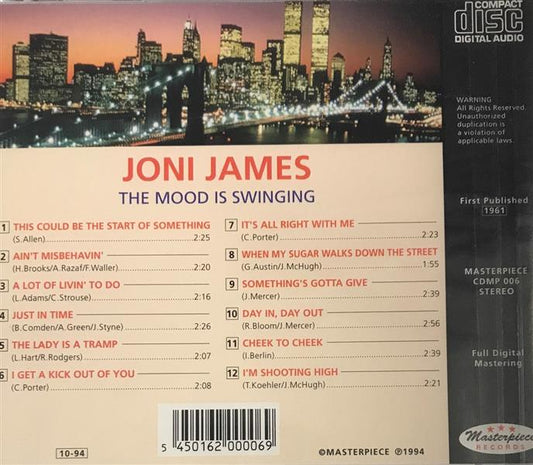 COMPACT
disc
DIGITAL AUDIO
WARNING
All Rights Reserved.
Unauthorized
duplication is
a violation of
applicable laws.
JONI JAMES
THE MOOD IS SWINGING
1 THIS COULD BE THE START OF SOMETHING
(S.Allen) 2:25
2 AIN'T MISBEHAVIN'
(H.Brooks/A.Razaf/F.Waller) 2:20
3 A LOT OF LIVIN' TO DO
(L.Adams/C.Strouse) 2:16
4 JUST IN TIME
(B.Comden/A.Green/J.Styne) 2:26
5 THE LADY IS A TRAMP
(L.Hart/R.Rodgers) 2:07
6 I GET A KICK OUT OF YOU
(C.Porter) 2:08
7 IT'S ALL RIGHT WITH ME
(C.Porter) 2:23
8 WHEN MY SUGAR WALKS DOWN THE STREET
(G.Austin/J.McHugh) 1:55
9 SOMETHING'S GOTTA GIVE
(J.Mercer) 2:39
10 DAY IN, DAY OUT
(R.Bloom/J.Mercer) 2:56
11 CHEEK TO CHEEK
(I.Berlin) 2:39
12 I'M SHOOTING HIGH
(T.Koehler/J.McHugh) 2:21
First Published
1961
MASTERPIECE
CDMP 006
STEREO
Full Digital
Mastering
Masterpiece
RECORDS
10-94
5 450162 000069
©MASTERPIECE ℗1994